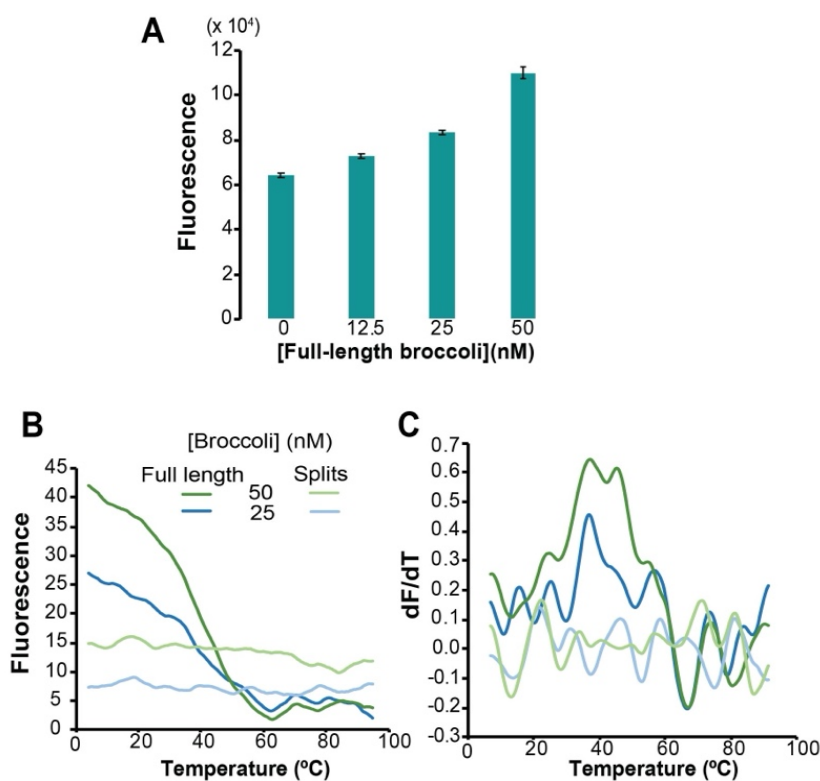 A
(x 10⁴)
12
10
8
6
4
2
0
Fluorescence
0 12.5 25 50
[Full-length broccoli](nM)
B
[Broccoli] (nM)
Full length Splits
50
25
45
40
35
30
25
20
15
10
5
0
Fluorescence
0 20 40 60 80 100
Temperature (ºC)
C
0.7
0.6
0.5
0.4
0.3
0.2
0.1
0.0
-0.1
-0.2
-0.3
dF/dT
0 20 40 60 80 100
Temperature (ºC)